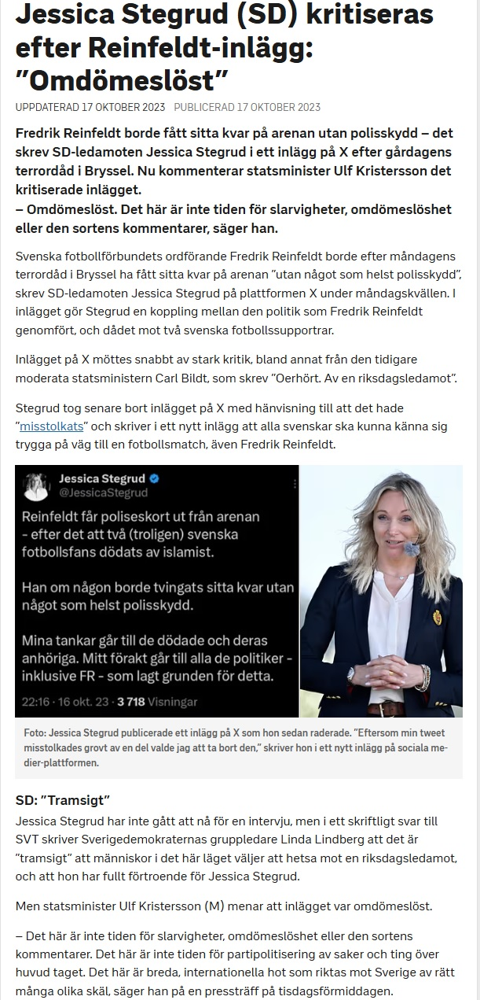 Jessica Stegrud (SD) kritiseras
efter Reinfeldt-inlägg:
”Omdömeslöst”
UPPDATERAD 17 OKTOBER 2023 PUBLICERAD 17 OKTOBER 2023
Fredrik Reinfeldt borde fått sitta kvar på arenan utan polisskydd – det
skrev SD-ledamoten Jessica Stegrud i ett inlägg på X efter gårdagens
terrordåd i Bryssel. Nu kommenterar statsminister Ulf Kristersson det
kritiserade inlägget.
– Omdömeslöst. Det här är inte tiden för slarvigheter, omdömeslöshet
eller den sortens kommentarer, säger han.
Svenska fotbollförbundets ordförande Fredrik Reinfeldt borde efter måndagens
terrordåd i Bryssel ha fått sitta kvar på arenan ”utan något som helst polisskydd”,
skrev SD-ledamoten Jessica Stegrud på plattformen X under måndagskvällen. I
inlägget gör Stegrud en koppling mellan den politik som Fredrik Reinfeldt
genomfört, och dådet mot två svenska fotbollssupportrar.
Inlägget på X möttes snabbt av stark kritik, bland annat från den tidigare
moderata statsministern Carl Bildt, som skrev ”Oerhört. Av en riksdagsledamot”.
Stegrud tog senare bort inlägget på X med hänvisning till att det hade
”misstolkats” och skriver i ett nytt inlägg att alla svenskar ska kunna känna sig
trygga på väg till en fotbollsmatch, även Fredrik Reinfeldt.
Jessica Stegrud
@JessicaStegrud
Reinfeldt får poliseskort ut från arenan
- efter det att två (troligen) svenska
fotbollsfans dödats av islamist.
Han om någon borde tvingats sitta kvar utan
något som helst polisskydd.
Mina tankar går till de dödade och deras
anhöriga. Mitt förakt går till alla de politiker -
inklusive FR - som lagt grunden för detta.
22:16 · 16 okt. 23 · 3 718 Visningar
Foto: Jessica Stegrud publicerade ett inlägg på X som hon sedan raderade. ”Eftersom min tweet
misstolkades grovt av en del valde jag att ta bort den,” skriver hon i ett nytt inlägg på sociala me-
dier-plattformen.
SD: ”Tramsigt”
Jessica Stegrud har inte gått att nå för en intervju, men i ett skriftligt svar till
SVT skriver Sverigedemokraternas gruppledare Linda Lindberg att det är
”tramsigt” att människor i det här läget väljer att hetsa mot en riksdagsledamot,
och att hon har fullt förtroende för Jessica Stegrud.
Men statsminister Ulf Kristersson (M) menar att inlägget var omdömeslöst.
– Det här är inte tiden för slarvigheter, omdömeslöshet eller den sortens
kommentarer. Det här är inte tiden för partipolitisering av saker och ting över
huvud taget. Det här är breda, internationella hot som riktas mot Sverige av rätt
många olika skäl, säger han på en pressträff på tisdagsförmiddagen.